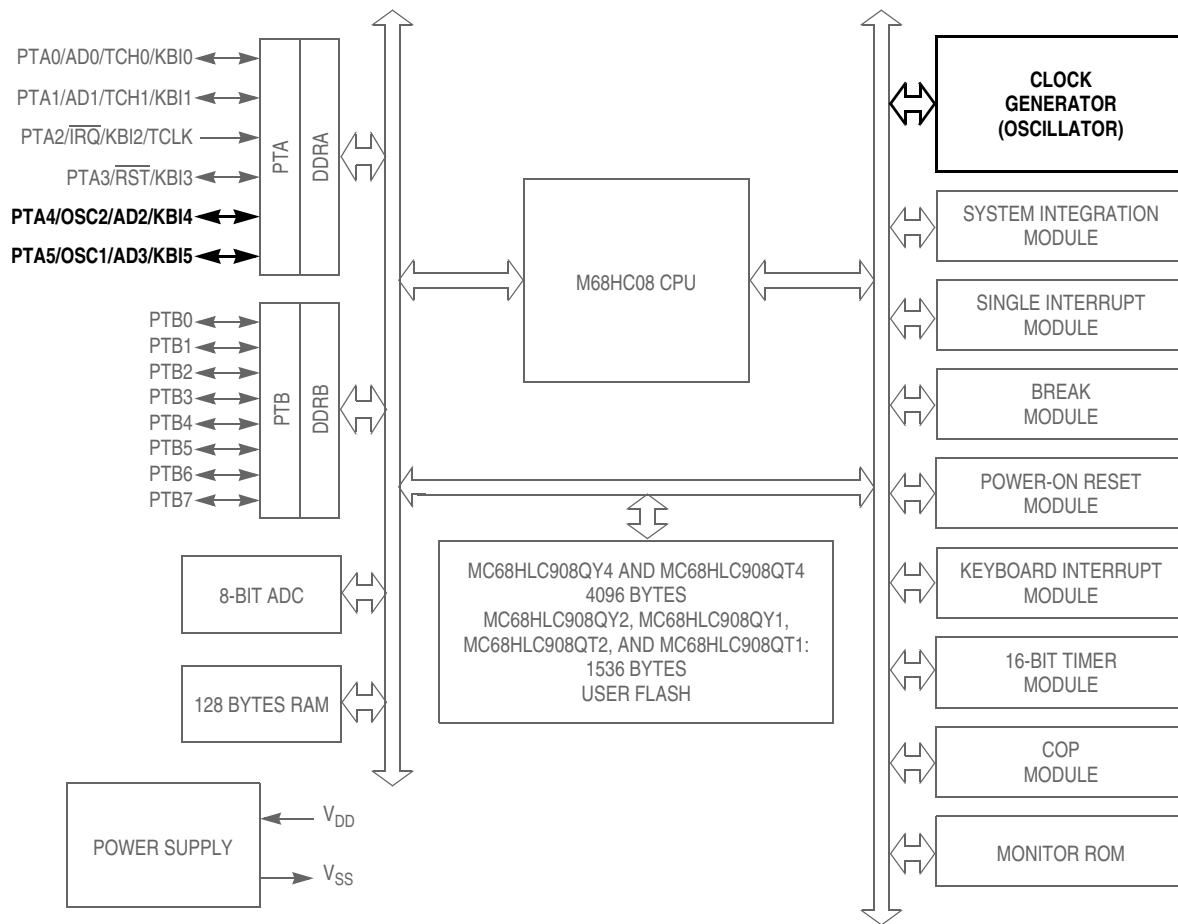 PTA0/AD0/TCH0/KBI0
PTA1/AD1/TCH1/KBI1
PTA2/IRQ/KBI2/TCLK
PTA3/RST/KBI3
PTA4/OSC2/AD2/KBI4
PTA5/OSC1/AD3/KBI5
PTA
DDRA
PTB0
PTB1
PTB2
PTB3
PTB4
PTB5
PTB6
PTB7
PTB
DDRB
8-BIT ADC
128 BYTES RAM
POWER SUPPLY
VDD
VSS
M68HC08 CPU
MC68HLC908QY4 AND MC68HLC908QT4
4096 BYTES
MC68HLC908QY2, MC68HLC908QY1,
MC68HLC908QT2, AND MC68HLC908QT1:
1536 BYTES
USER FLASH
CLOCK
GENERATOR
(OSCILLATOR)
SYSTEM INTEGRATION
MODULE
SINGLE INTERRUPT
MODULE
BREAK
MODULE
POWER-ON RESET
MODULE
KEYBOARD INTERRUPT
MODULE
16-BIT TIMER
MODULE
COP
MODULE
MONITOR ROM